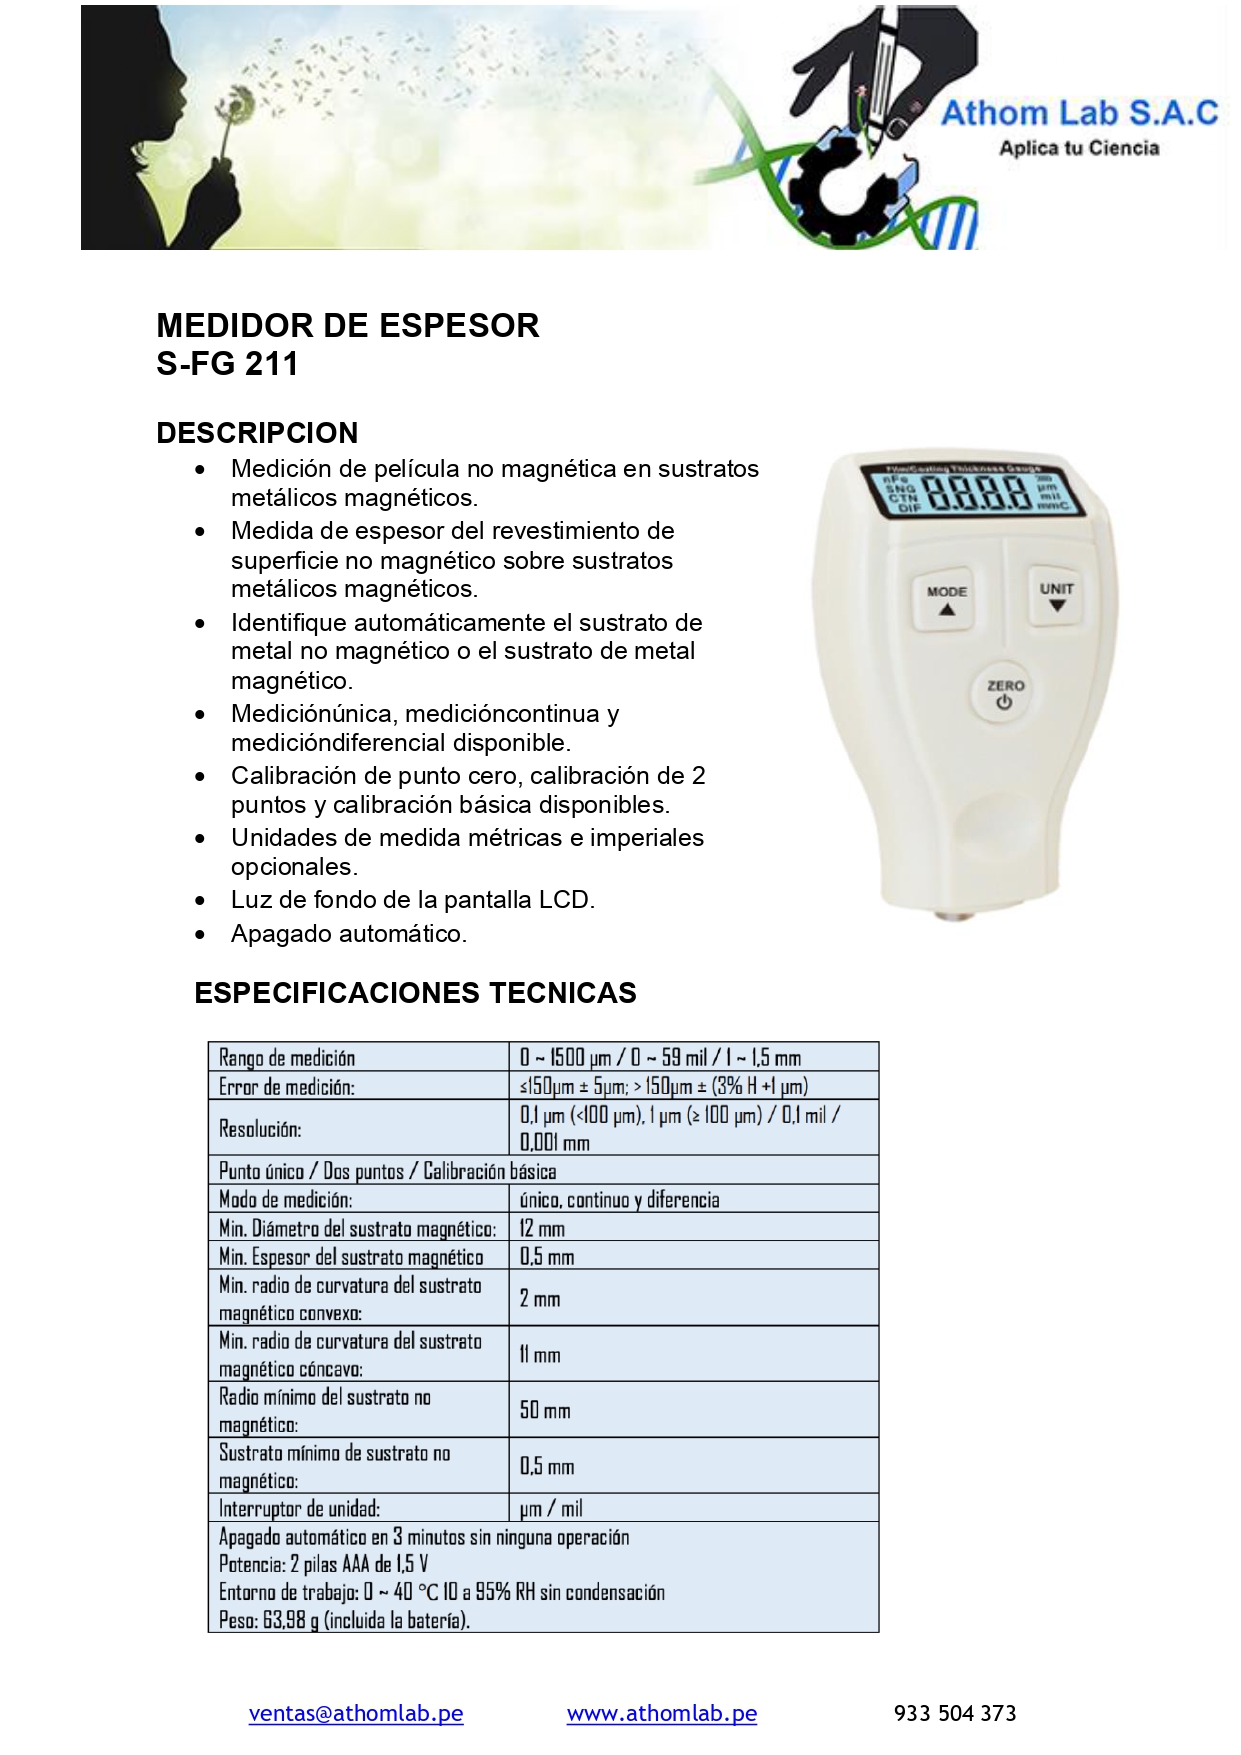 Athom Lab S.A.C
Aplica tu Ciencia
MEDIDOR DE ESPESOR
S-FG 211
DESCRIPCION
• Medición de película no magnética en sustratos
metálicos magnéticos.
• Medida de espesor del revestimiento de
superficie no magnético sobre sustratos
metálicos magnéticos.
• Identifique automáticamente el sustrato de
metal no magnético o el sustrato de metal
magnético.
• Mediciónúnica, medicióncontinua y
medicióndiferencial disponible.
• Calibración de punto cero, calibración de 2
puntos y calibración básica disponibles.
• Unidades de medida métricas e imperiales
opcionales.
• Luz de fondo de la pantalla LCD.
• Apagado automático.
Film/Coating Thickness Gauge
nFe
SNG
CTN
DIF
8.8.8.8
µm
mil
mmC
MODE
UNIT
ZERO
ESPECIFICACIONES TECNICAS
Rango de medición 0 ~ 1500 µm / 0 ~ 59 mil / 1 ~ 1,5 mm
Error de medición: ≤150µm ± 5µm; > 150µm ± (3% H +1 µm)
Resolución: 0,1 µm (<100 µm), 1 µm (≥ 100 µm) / 0,1 mil /
0,001 mm
Punto único / Dos puntos / Calibración básica
Modo de medición: único, continuo y diferencia
Min. Diámetro del sustrato magnético: 12 mm
Min. Espesor del sustrato magnético 0,5 mm
Min. radio de curvatura del sustrato
magnético convexo: 2 mm
Min. radio de curvatura del sustrato
magnético cóncavo: 11 mm
Radio mínimo del sustrato no
magnético: 50 mm
Sustrato mínimo de sustrato no
magnético: 0,5 mm
Interruptor de unidad: µm / mil
Apagado automático en 3 minutos sin ninguna operación
Potencia: 2 pilas AAA de 1,5 V
Entorno de trabajo: 0 ~ 40 °C 10 a 95% RH sin condensación
Peso: 63,98 g (incluida la batería).
ventas@athomlab.pe www.athomlab.pe 933 504 373